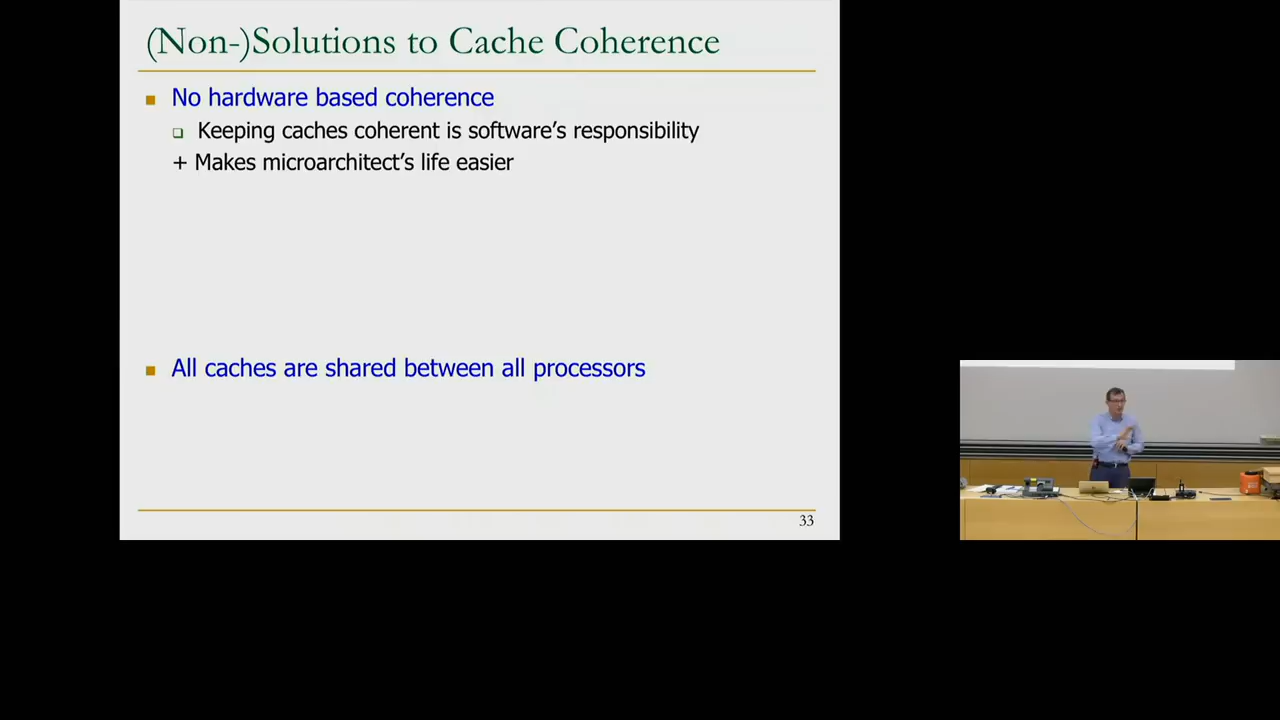 (Non-)Solutions to Cache Coherence
No hardware based coherence
Keeping caches coherent is software’s responsibility
+ Makes microarchitect’s life easier
All caches are shared between all processors
33